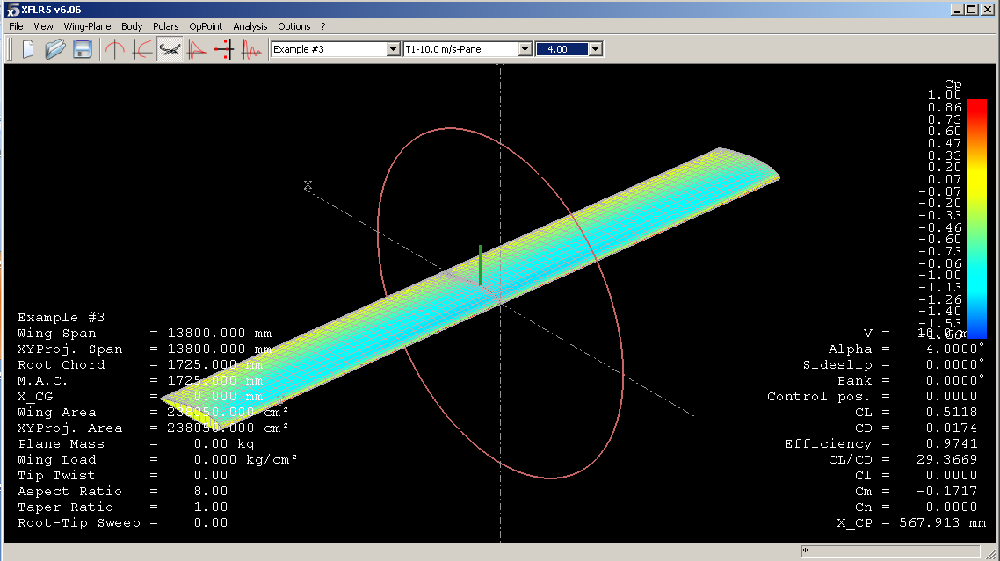 XFLR5 v6.06
File View Wing-Plane Body Polars OpPoint Analysis Options ?
Example #3 T1-10.0 m/s-Panel 4.00
Cp
1.00
0.86
0.73
0.60
0.47
0.33
0.20
0.07
-0.07
-0.20
-0.33
-0.46
-0.60
-0.73
-0.86
-1.00
-1.13
-1.26
-1.40
-1.53
-1.66
X
Example #3
Wing Span = 13800.000 mm
XYProj. Span = 13800.000 mm
Root Chord = 1725.000 mm
M.A.C. = 1725.000 mm
X_CG = 0.000 mm
Wing Area = 238050.000 cm²
XYProj. Area = 238050.000 cm²
Plane Mass = 0.00 kg
Wing Load = 0.000 kg/cm²
Tip Twist = 0.00
Aspect Ratio = 8.00
Taper Ratio = 1.00
Root-Tip Sweep = 0.00
V =
Alpha = 4.0000°
Sideslip = 0.0000°
Bank = 0.0000°
Control pos. = 0.0000
CL = 0.5118
CD = 0.0174
Efficiency = 0.9741
CL/CD = 29.3669
Cl = 0.0000
Cm = -0.1717
Cn = 0.0000
X_CP = 567.913 mm
*